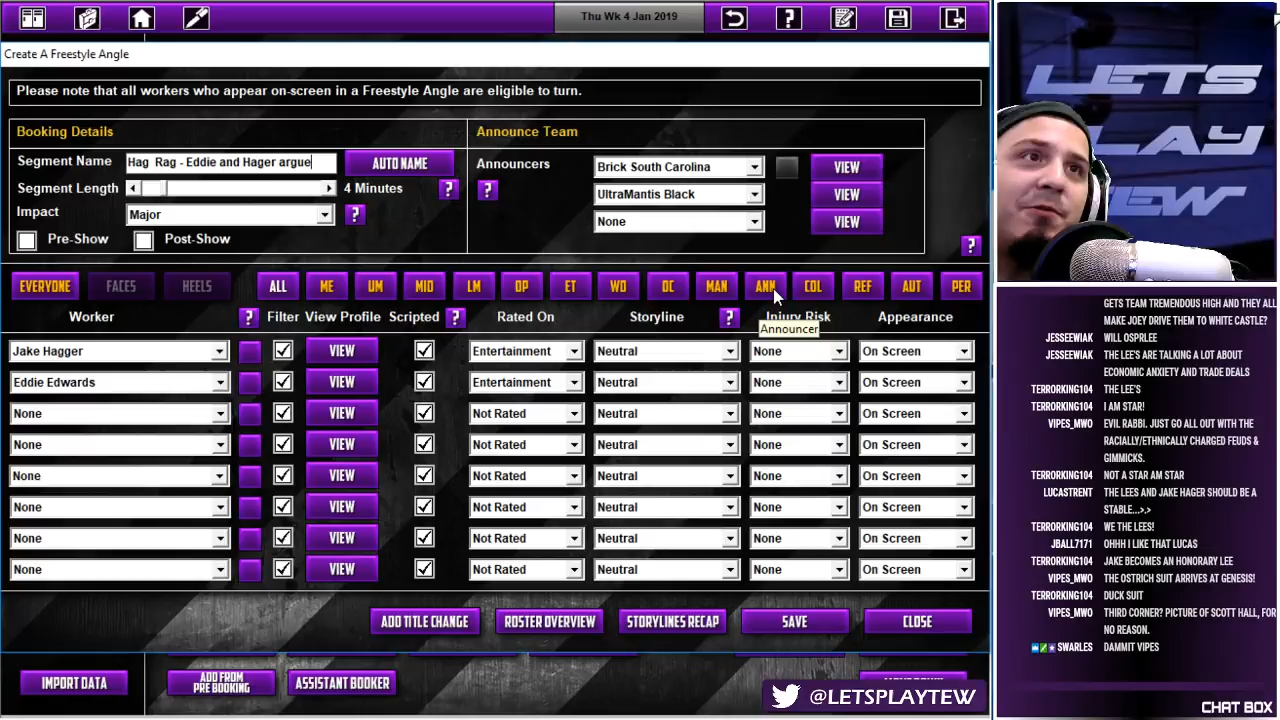 Thu Wk 4 Jan 2019
Create A Freestyle Angle
Please note that all workers who appear on-screen in a Freestyle Angle are eligible to turn.
Booking Details
Segment Name Hag  Rag - Eddie and Hager argue AUTO NAME
Segment Length 4 Minutes ?
Impact Major ?
Pre-Show Post-Show
Announce Team
Announcers Brick South Carolina VIEW
? UltraMantis Black VIEW
None VIEW
?
EVERYONE FACES HEELS ALL ME UM MID LM OP ET WO OC MAN ANN COL REF AUT PER
Worker ? Filter View Profile Scripted ? Rated On Storyline ? Injury Risk Appearance
Announcer
Jake Hagger VIEW Entertainment Neutral None On Screen
Eddie Edwards VIEW Entertainment Neutral None On Screen
None VIEW Not Rated Neutral None On Screen
None VIEW Not Rated Neutral None On Screen
None VIEW Not Rated Neutral None On Screen
None VIEW Not Rated Neutral None On Screen
None VIEW Not Rated Neutral None On Screen
None VIEW Not Rated Neutral None On Screen
ADD TITLE CHANGE ROSTER OVERVIEW STORYLINES RECAP SAVE CLOSE
IMPORT DATA
ADD FROM
PRE BOOKING
ASSISTANT BOOKER
@LETSPLAYTEW
LETS
PLAY
TEW
GETS TEAM TREMENDOUS HIGH AND THEY ALL
MAKE JOEY DRIVE THEM TO WHITE CASTLE?
JESSEEWIAK WILL OSPRLEE
JESSEEWIAK THE LEE'S ARE TALKING A LOT ABOUT
ECONOMIC ANXIETY AND TRADE DEALS
TERRORKING104 THE LEE'S
TERRORKING104 I AM STAR!
VIPES_MWO EVIL RABBI. JUST GO ALL OUT WITH THE
RACIALLY/ETHNICALLY CHARGED FEUDS &
GIMMICKS.
TERRORKING104 NOT A STAR AM STAR
LUCASTRENT THE LEES AND JAKE HAGER SHOULD BE A
STABLE...>.>
TERRORKING104 WE THE LEES!
JBALL7171 OHHH I LIKE THAT LUCAS
TERRORKING104 JAKE BECOMES AN HONORARY LEE
VIPES_MWO THE OSTRICH SUIT ARRIVES AT GENESIS!
TERRORKING104 DUCK SUIT
VIPES_MWO THIRD CORNER? PICTURE OF SCOTT HALL, FOR
NO REASON.
SWARLES DAMMIT VIPES
CHAT BOX